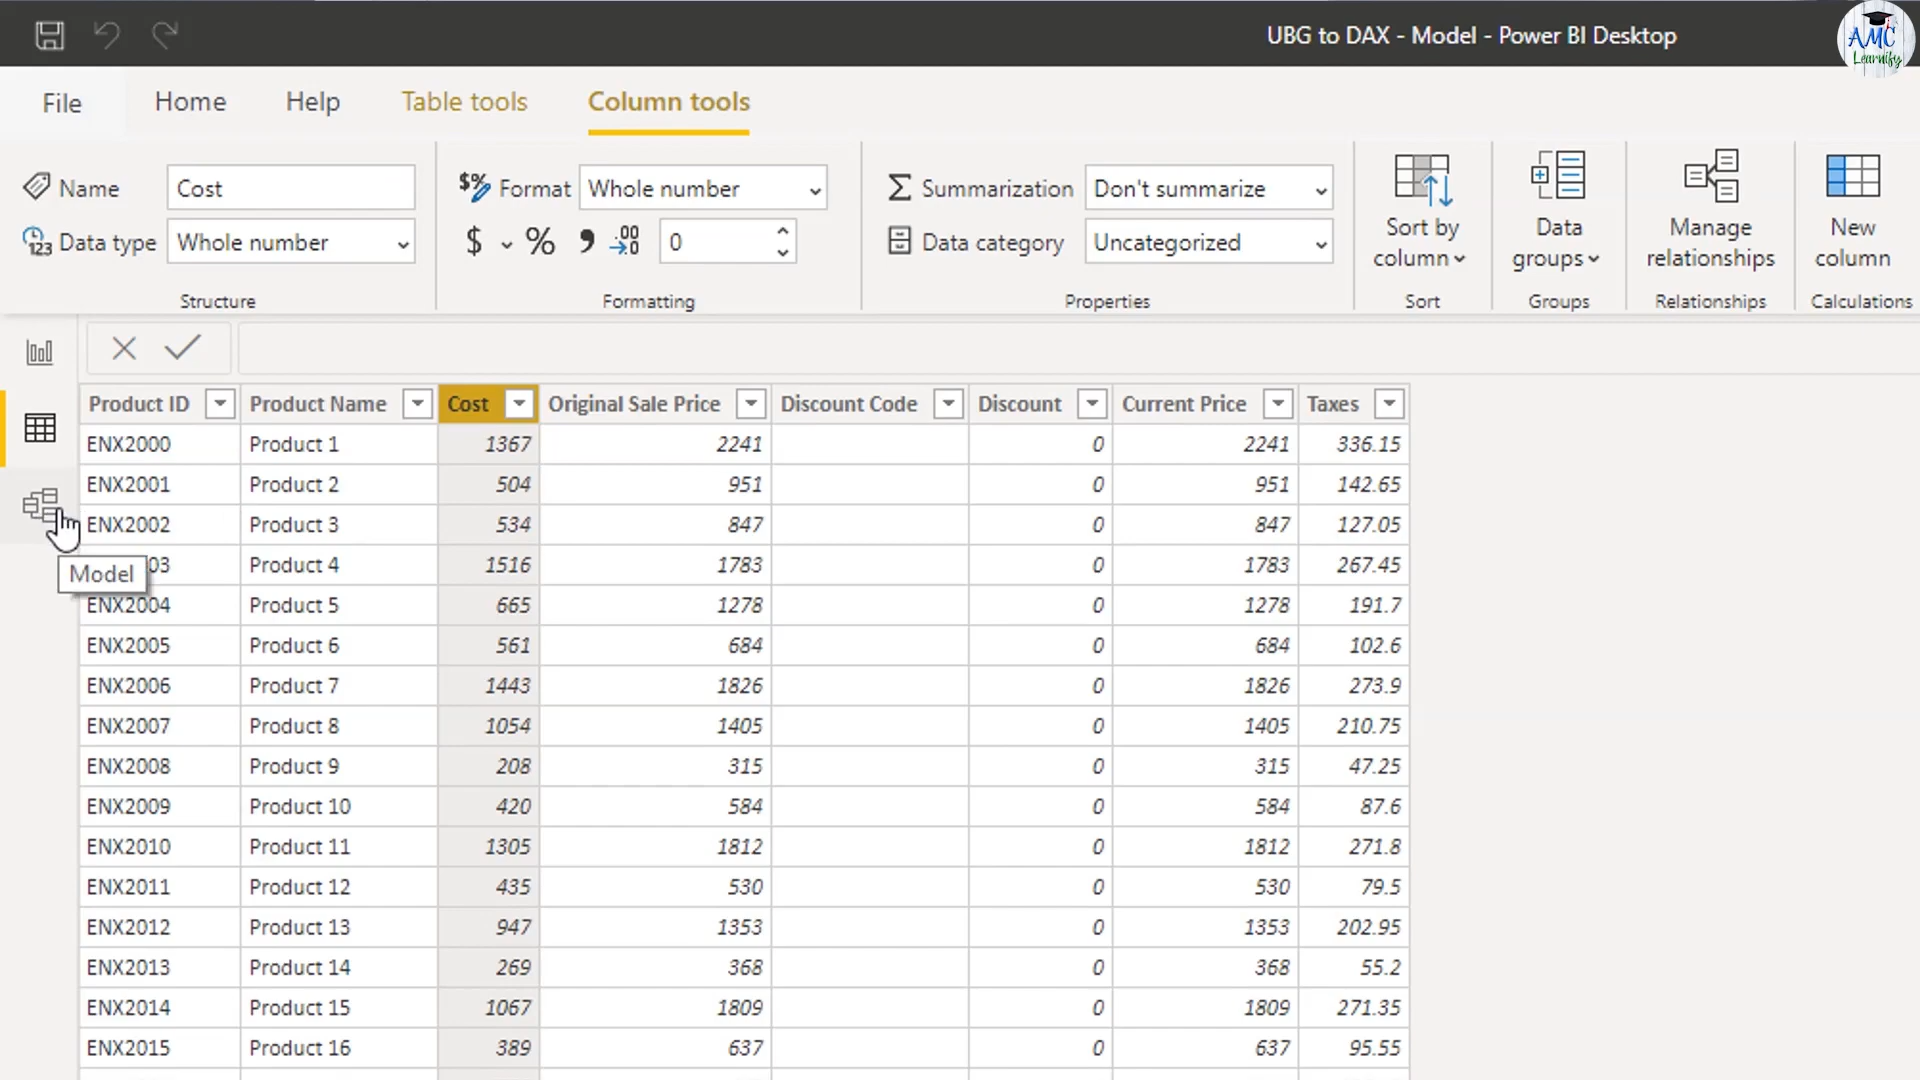 UBG to DAX - Model - Power BI Desktop
AMC
Learnify
File Home Help Table tools Column tools
Name Cost
Data type Whole number
Structure
Format Whole number
$ % 0
Formatting
Summarization Don't summarize
Data category Uncategorized
Properties
Sort by
column
Sort
Data
groups
Groups
Manage
relationships
Relationships
New
column
Calculations
Product ID Product Name Cost Original Sale Price Discount Code Discount Current Price Taxes
ENX2000 Product 1 1367 2241 0 2241 336.15
ENX2001 Product 2 504 951 0 951 142.65
ENX2002 Product 3 534 847 0 847 127.05
Model
03 Product 4 1516 1783 0 1783 267.45
ENX2004 Product 5 665 1278 0 1278 191.7
ENX2005 Product 6 561 684 0 684 102.6
ENX2006 Product 7 1443 1826 0 1826 273.9
ENX2007 Product 8 1054 1405 0 1405 210.75
ENX2008 Product 9 208 315 0 315 47.25
ENX2009 Product 10 420 584 0 584 87.6
ENX2010 Product 11 1305 1812 0 1812 271.8
ENX2011 Product 12 435 530 0 530 79.5
ENX2012 Product 13 947 1353 0 1353 202.95
ENX2013 Product 14 269 368 0 368 55.2
ENX2014 Product 15 1067 1809 0 1809 271.35
ENX2015 Product 16 389 637 0 637 95.55